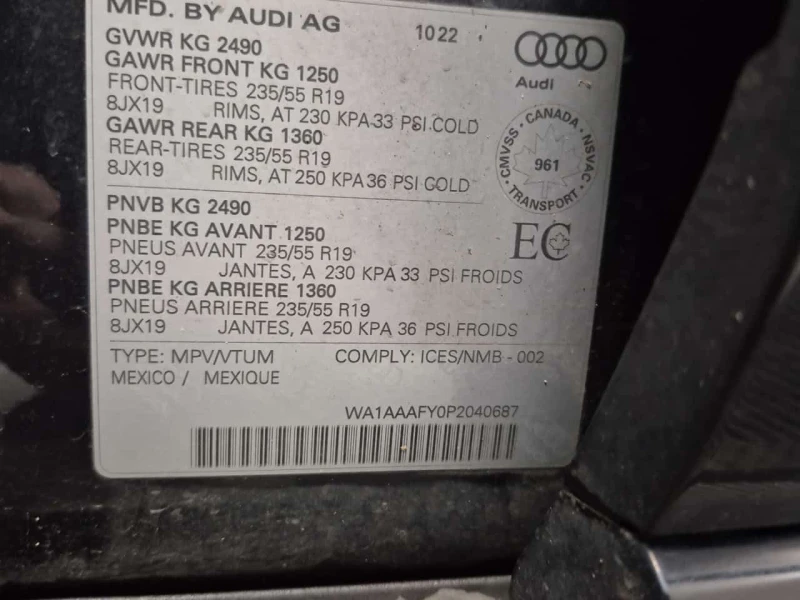 MFD. BY AUDI AG 1022
GVWR KG 2490
GAWR FRONT KG 1250
FRONT-TIRES 235/55 R19
8JX19 RIMS, AT 230 KPA 33 PSI COLD
GAWR REAR KG 1360
REAR-TIRES 235/55 R19
8JX19 RIMS, AT 250 KPA 36 PSI COLD
Audi
CMVSS · CANADA · NSVAC
961
TRANSPORT
PNVB KG 2490
PNBE KG AVANT 1250
PNEUS AVANT 235/55 R19
8JX19 JANTES, A 230 KPA 33 PSI FROIDS
PNBE KG ARRIERE 1360
PNEUS ARRIERE 235/55 R19
8JX19 JANTES, A 250 KPA 36 PSI FROIDS
EC
TYPE: MPV/VTUM COMPLY: ICES/NMB - 002
MEXICO / MEXIQUE
WA1AAAFY0P2040687